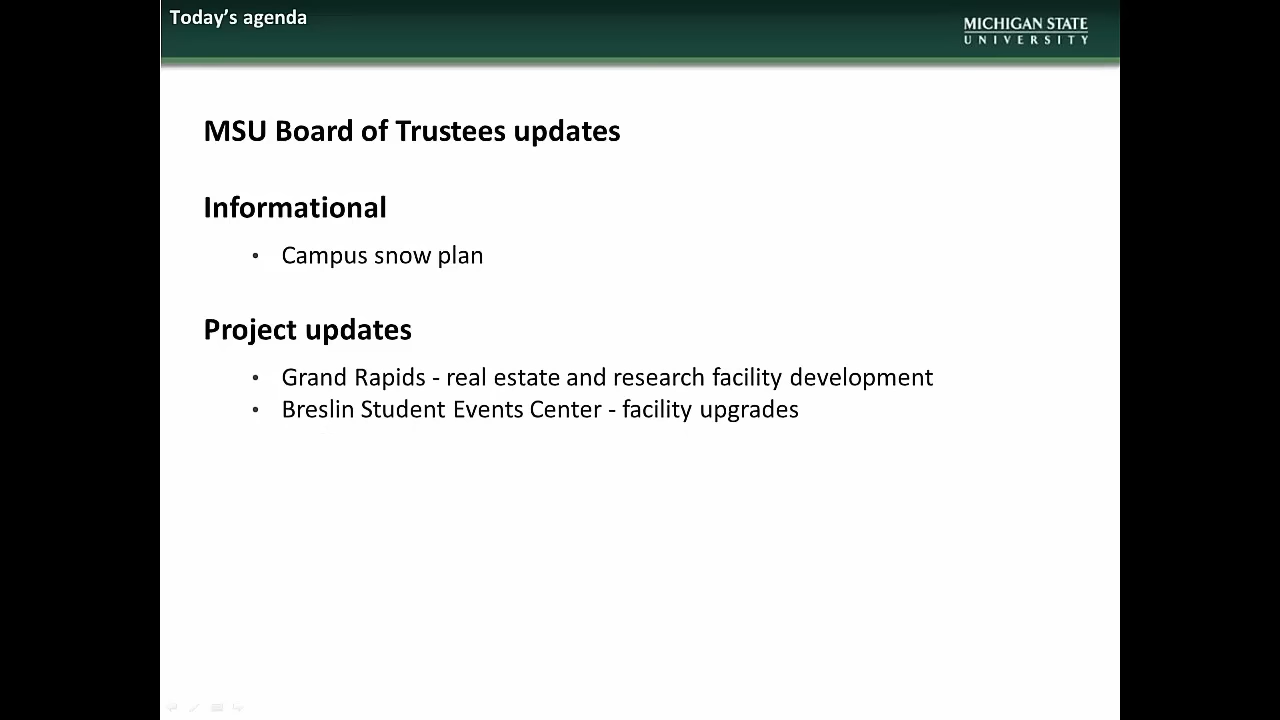 Today’s agenda
MICHIGAN STATE
UNIVERSITY
MSU Board of Trustees updates
Informational
• Campus snow plan
Project updates
• Grand Rapids - real estate and research facility development
• Breslin Student Events Center - facility upgrades